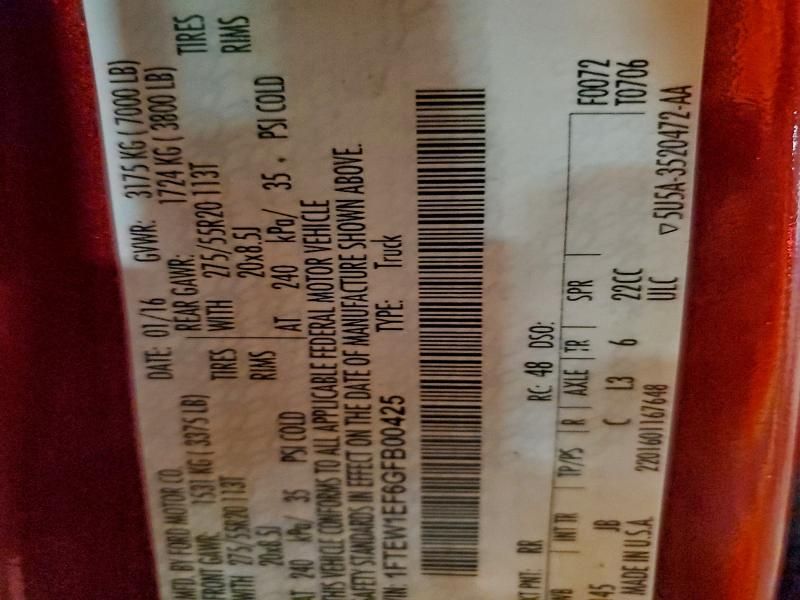 MFD. BY FORD MOTOR CO. DATE: 01/16 GVWR: 3175 KG ( 7000 LB)
FRONT GAWR: 1531 KG ( 3375 LB) REAR GAWR: 1724 KG ( 3800 LB)
WITH 275/55R20 113T TIRES WITH 275/55R20 113T TIRES
20x8.5J RIMS 20x8.5J RIMS
AT 240 kPa/ 35 PSI COLD AT 240 kPa/ 35 PSI COLD
THIS VEHICLE CONFORMS TO ALL APPLICABLE FEDERAL MOTOR VEHICLE
SAFETY STANDARDS IN EFFECT ON THE DATE OF MANUFACTURE SHOWN ABOVE.
VIN: 1FTEW1EF6GFB00425 TYPE: Truck
EXT PNT: RR RC: 48 DSO:
WB INT TR TP/PS R AXLE TR SPR F0072
145 JB C L3 6 22CC T0706
ULC
MADE IN U.S.A. 2201601167648 ▽5U5A-3520472-AA